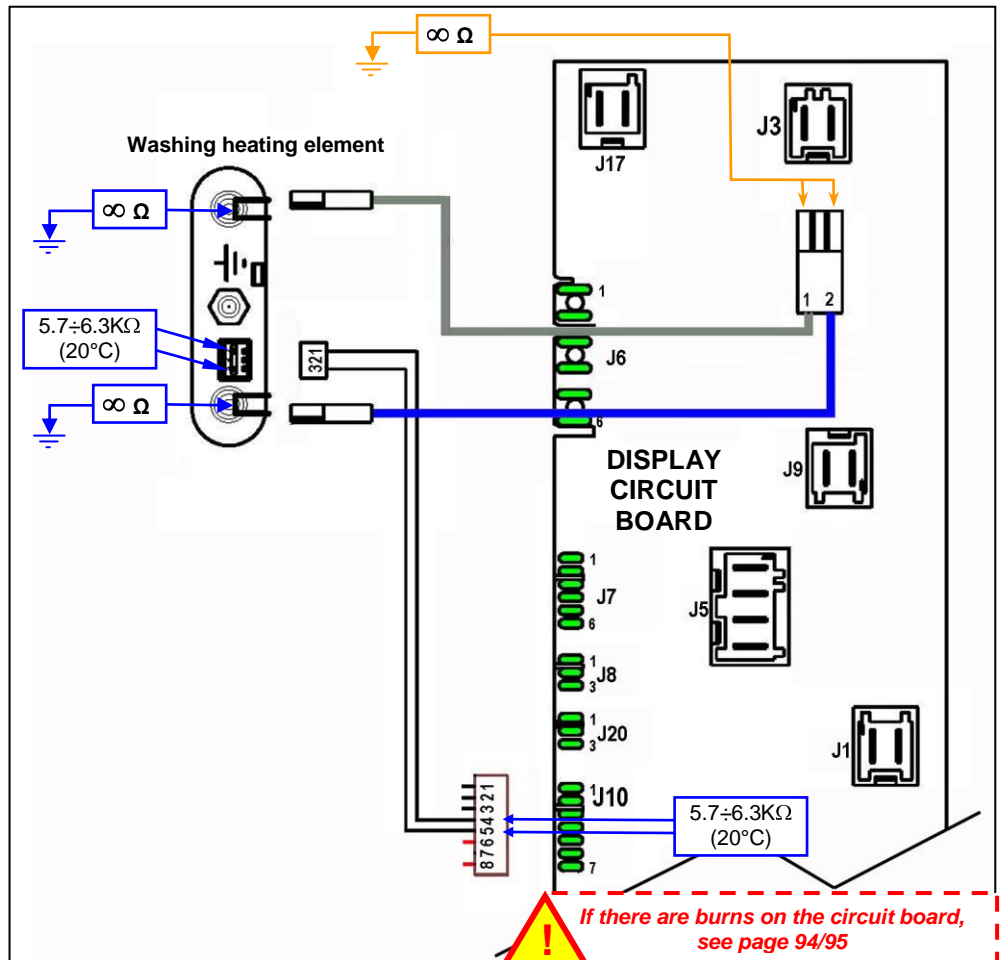 ∞ Ω
J17
J3
Washing heating element
∞ Ω
1 2
1
J6
6
5.7÷6.3KΩ
(20°C)
321
∞ Ω
DISPLAY
CIRCUIT
BOARD
J9
1
J7
6
J5
1
J8
3
1
J20
3
J1
1
J10
7
87654321
5.7÷6.3KΩ
(20°C)
!
If there are burns on the circuit board,
see page 94/95